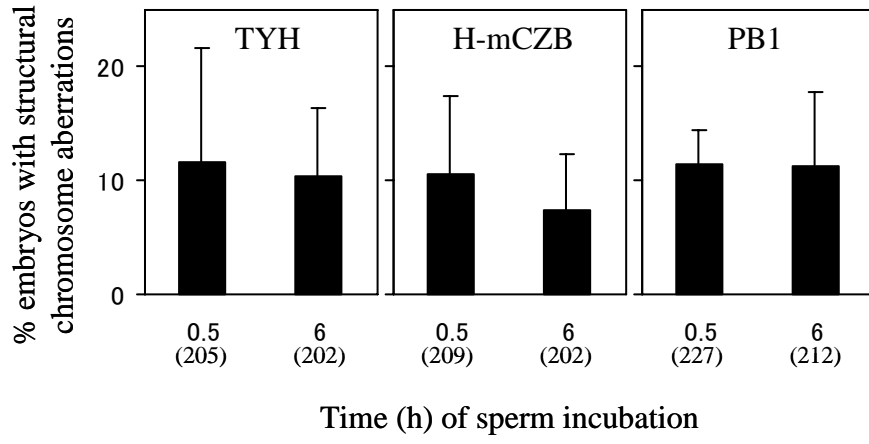 % embryos with structural
chromosome aberrations
20
10
0
TYH
H-mCZB
PB1
0.5
6
0.5
6
0.5
6
(205)
(202)
(209)
(202)
(227)
(212)
Time (h) of sperm incubation